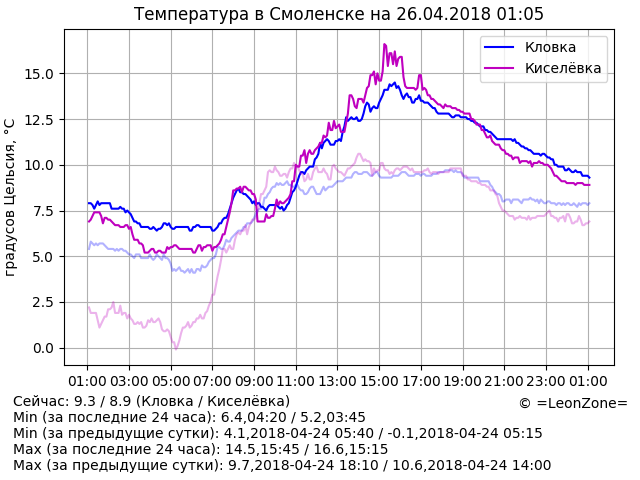 Температура в Смоленске на 26.04.2018 01:05
градусов Цельсия, °C
Кловка
Киселёвка
15.0
12.5
10.0
7.5
5.0
2.5
0.0
01:00 03:00 05:00 07:00 09:00 11:00 13:00 15:00 17:00 19:00 21:00 23:00 01:00
Сейчас: 9.3 / 8.9 (Кловка / Киселёвка)
© =LeonZone=
Min (за последние 24 часа): 6.4,04:20 / 5.2,03:45
Min (за предыдущие сутки): 4.1,2018-04-24 05:40 / -0.1,2018-04-24 05:15
Max (за последние 24 часа): 14.5,15:45 / 16.6,15:15
Max (за предыдущие сутки): 9.7,2018-04-24 18:10 / 10.6,2018-04-24 14:00